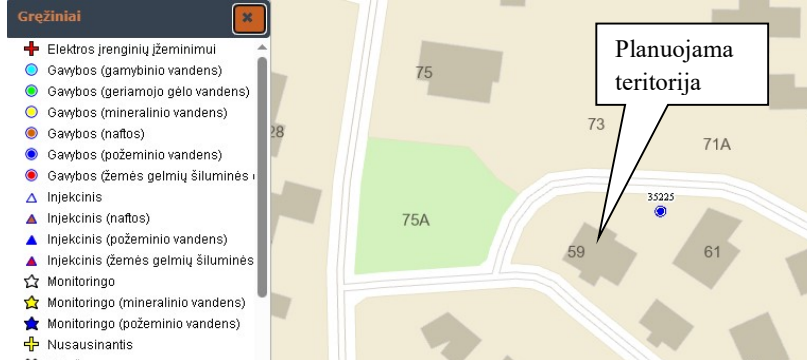 Gręžiniai
Elektros įrenginių įžeminimui
Gavybos (gamybinio vandens)
Gavybos (geriamojo gėlo vandens)
Gavybos (mineralinio vandens)
Gavybos (naftos)
Gavybos (požeminio vandens)
Gavybos (žemės gelmių šiluminės
Injekcinis
Injekcinis (naftos)
Injekcinis (požeminio vandens)
Injekcinis (žemės gelmių šiluminės
Monitoringo
Monitoringo (mineralinio vandens)
Monitoringo (požeminio vandens)
Nusausinantis
Planuojama
teritorija
75
28
73
71A
35225
75A
59
61